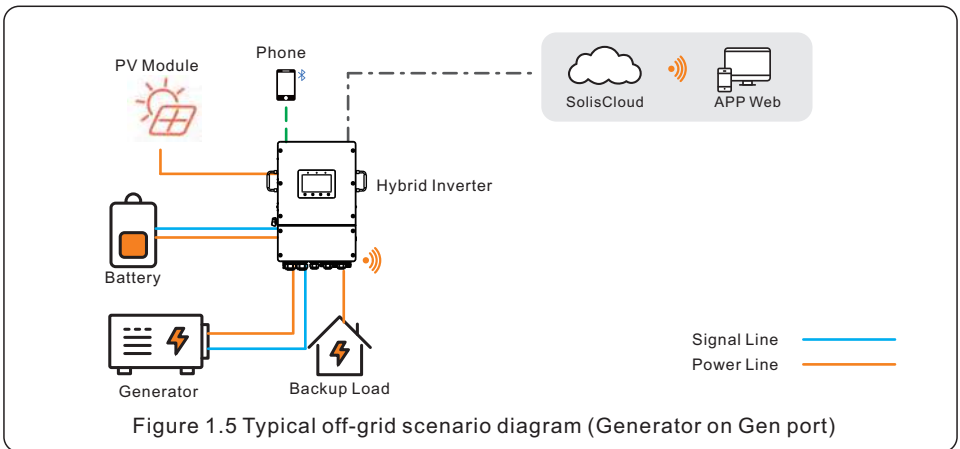 Phone
PV Module
SolisCloud
APP Web
Hybrid Inverter
Battery
Generator
Backup Load
Signal Line
Power Line
Figure 1.5 Typical off-grid scenario diagram (Generator on Gen port)